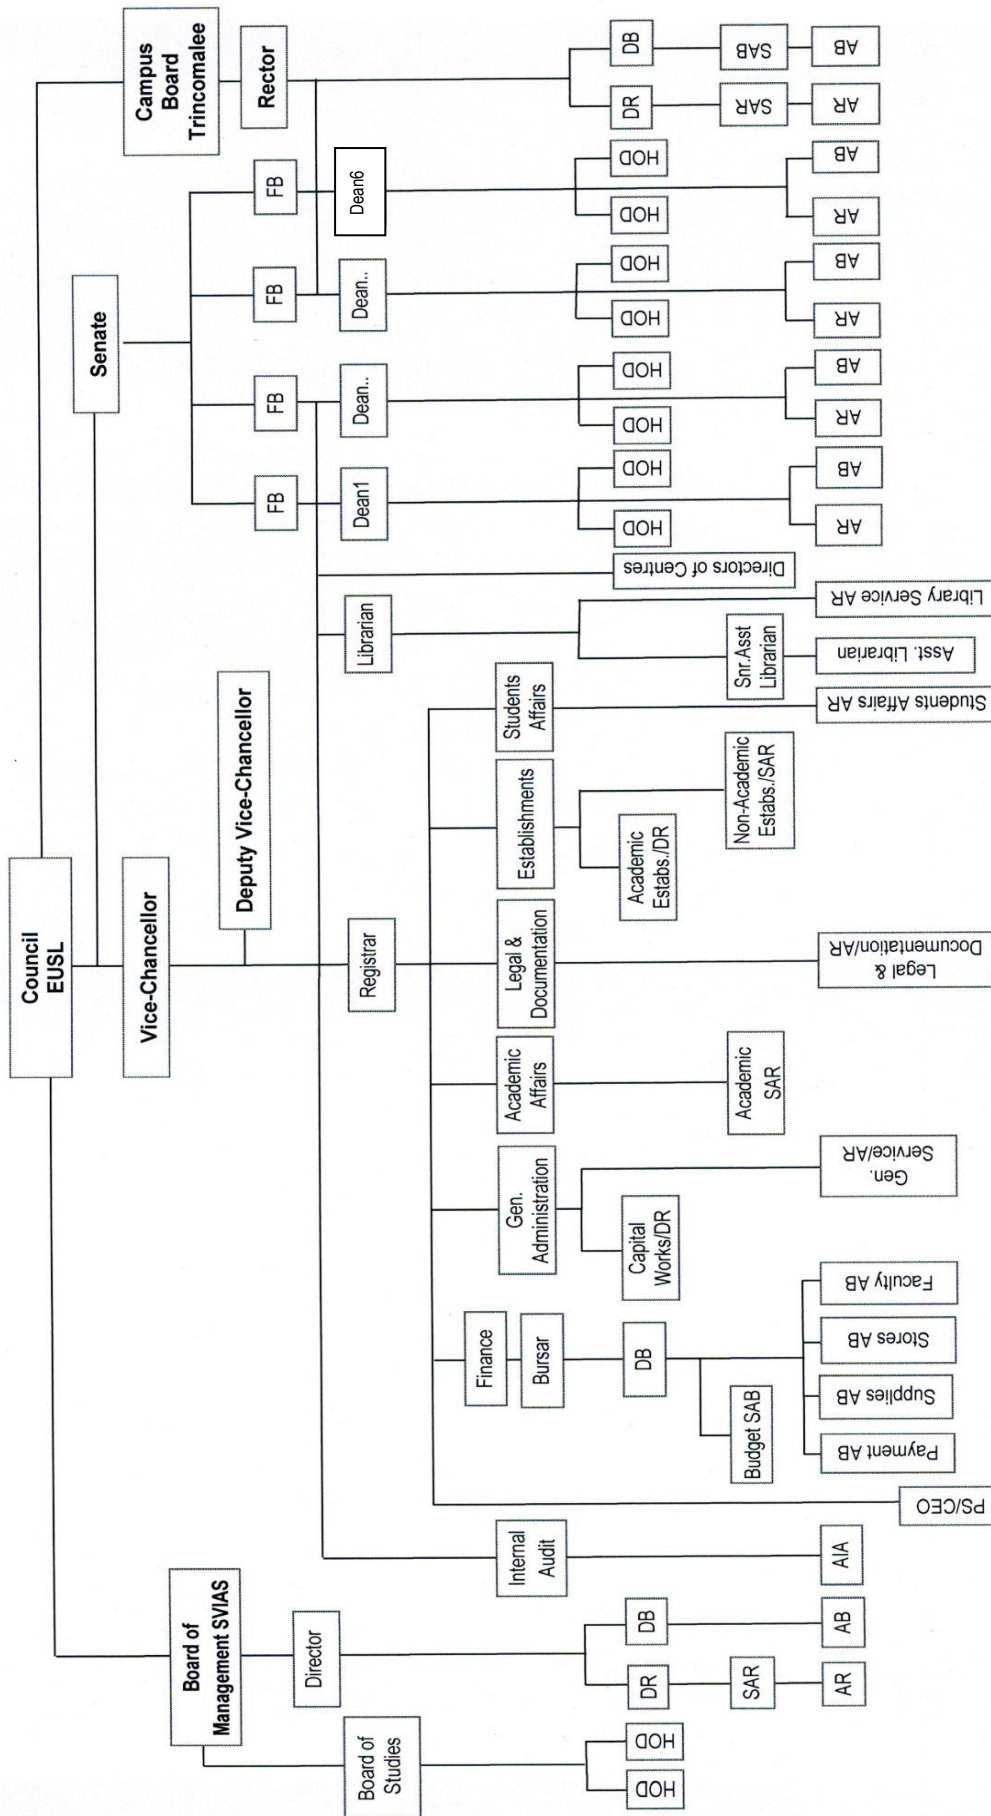 Council
EUSL
Board of
Management SVIAS
Vice-Chancellor
Senate
Campus
Board
Trincomalee
Deputy Vice-Chancellor
FB
FB
FB
FB
Rector
Director
Board of
Studies
Registrar
Librarian
Dean1
Dean..
Dean..
Dean6
Internal
Audit
Finance
Bursar
Gen.
Administration
Academic
Affairs
Legal &
Documentation
Establishments
Students
Affairs
HOD
HOD
DR
DB
DB
Capital
Works/DR
Academic
Estabs./DR
Directors of Centres
HOD
HOD
HOD
HOD
HOD
HOD
HOD
HOD
DR
DB
SAR
Budget SAB
Academic
SAR
Non-Academic
Estabs./SAR
Snr.Asst
Librarian
SAR
SAB
AR
AB
AIA
PS/CEO
Payment AB
Supplies AB
Stores AB
Faculty AB
Gen.
Service/AR
Legal &
Documentation/AR
Students Affairs AR
Asst. Librarian
Library Service AR
AR
AB
AR
AB
AR
AB
AR
AB
AR
AB